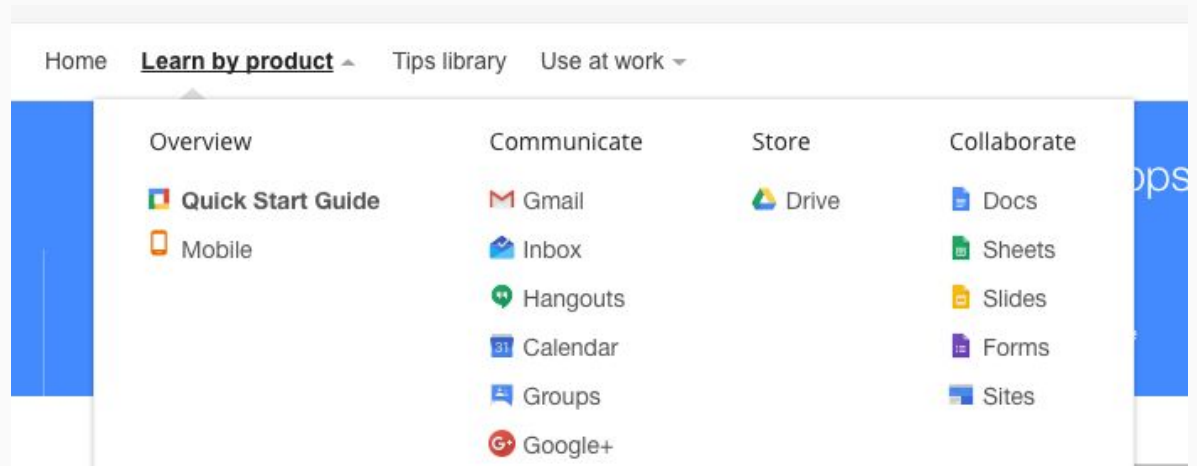 Home Learn by product Tips library Use at work
Overview Communicate Store Collaborate
Quick Start Guide Gmail Drive Docs
Mobile Inbox Sheets
Hangouts Slides
31 Calendar Forms
Groups Sites
G+ Google+